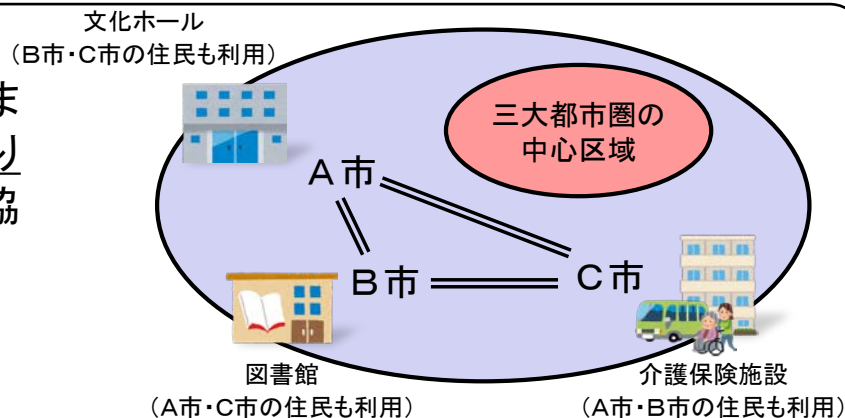 文化ホール
（B市・C市の住民も利用）
ま
り
協
三大都市圏の
中心区域
A市
B市
C市
図書館
（A市・C市の住民も利用）
介護保険施設
（A市・B市の住民も利用）